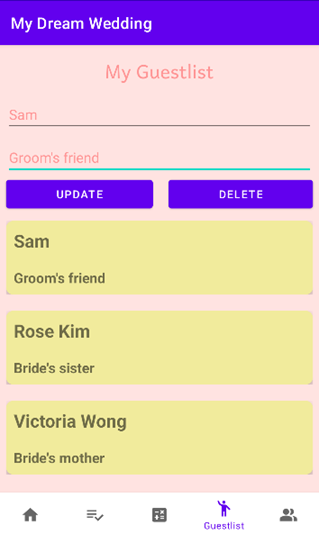 My Dream Wedding
My Guestlist
Sam
Groom's friend
UPDATE DELETE
Sam
Groom's friend
Rose Kim
Bride's sister
Victoria Wong
Bride's mother
Guestlist